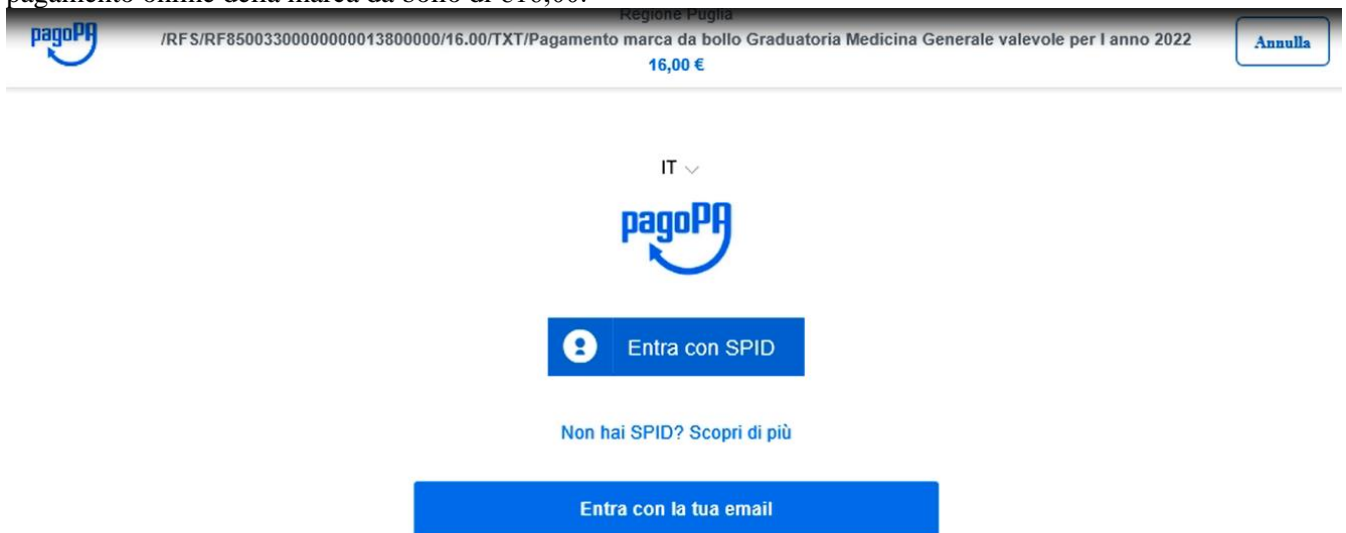 pagamento online della marca da bollo di €16,00.
Regione Puglia
pagoPA
/RFS/RF85003300000000013800000/16.00/TXT/Pagamento marca da bollo Graduatoria Medicina Generale valevole per l anno 2022
Annulla
16,00 €
IT
pagoPA
Entra con SPID
Non hai SPID? Scopri di più
Entra con la tua email